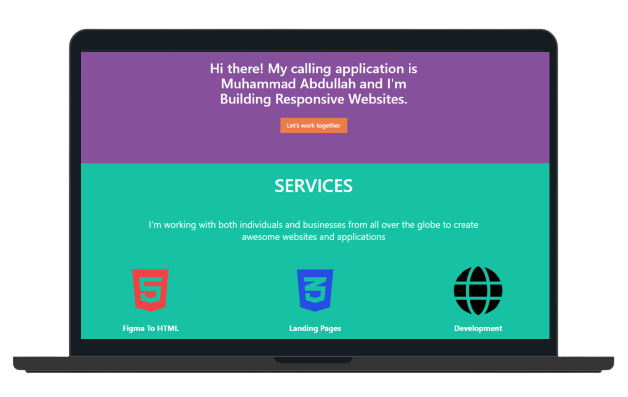 Hi there! My calling application is
Muhammad Abdullah and I'm
Building Responsive Websites.
Let's work together
SERVICES
I'm working with both individuals and businesses from all over the globe to create
awesome websites and applications
Figma To HTML
Landing Pages
Development